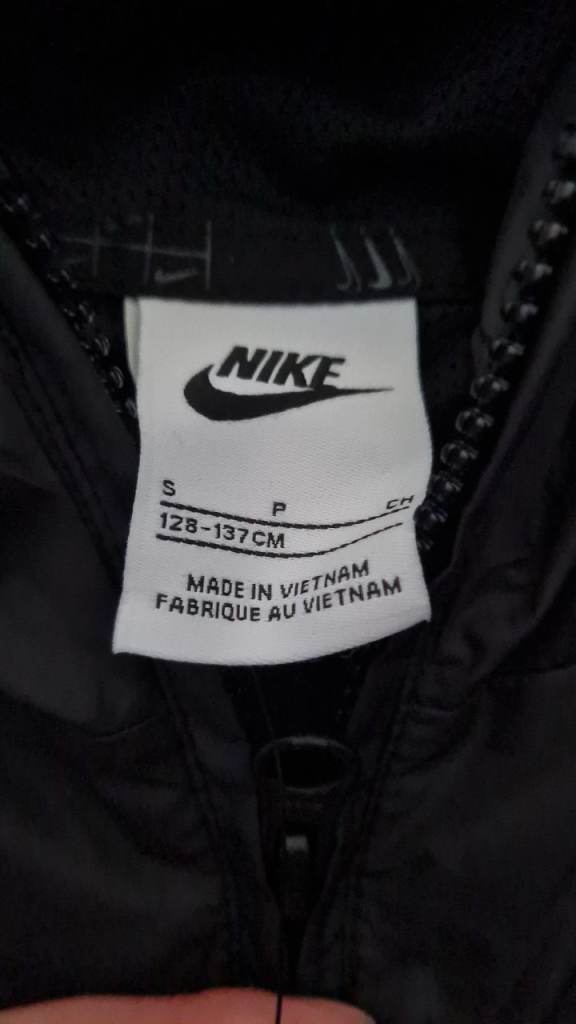 NIKE
S P CH
128-137CM
MADE IN VIETNAM
FABRIQUE AU VIETNAM